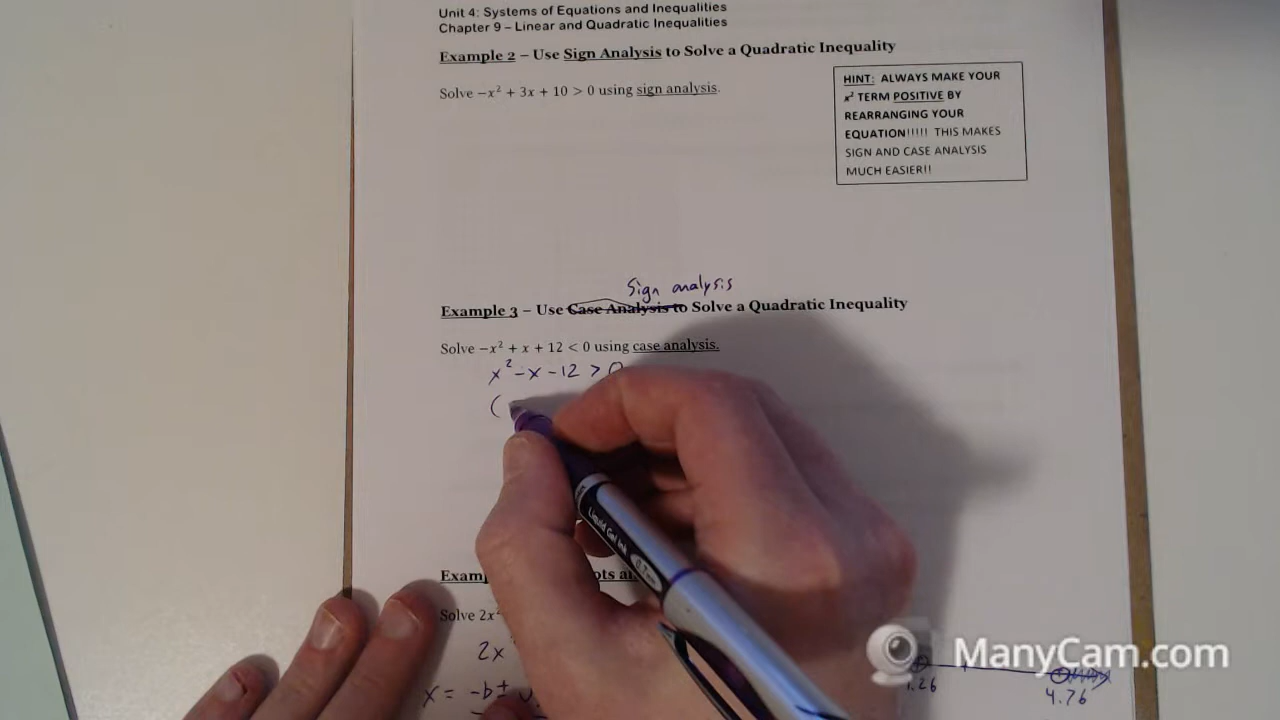 Unit 4: Systems of Equations and Inequalities
Chapter 9 – Linear and Quadratic Inequalities
Example 2 – Use Sign Analysis to Solve a Quadratic Inequality
Solve −x² + 3x + 10 > 0 using sign analysis.
HINT: ALWAYS MAKE YOUR
x² TERM POSITIVE BY
REARRANGING YOUR
EQUATION!!!!! THIS MAKES
SIGN AND CASE ANALYSIS
MUCH EASIER!!
Sign analysis
Example 3 – Use Case Analysis to Solve a Quadratic Inequality
Solve −x² + x + 12 < 0 using case analysis.
x² - x - 12 > 0
(
Liquid Gel Ink
Solve 2x²
2x
x = -b ±
4.76
ManyCam.com